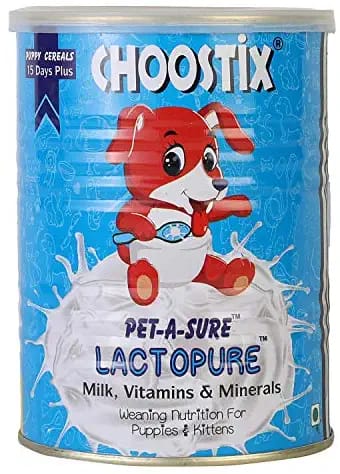 PUPPY CEREALS
15 Days Plus
CHOOSTIX®
PET-A-SURE™
LACTOPURE™
Milk, Vitamins & Minerals
Weaning Nutrition For
Puppies & Kittens